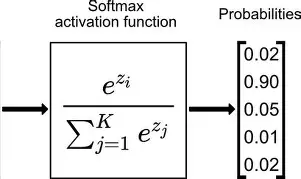 Softmax
activation function
Probabilities
e^{z_i}
∑_{j=1}^{K} e^{z_j}
0.02
0.90
0.05
0.01
0.02